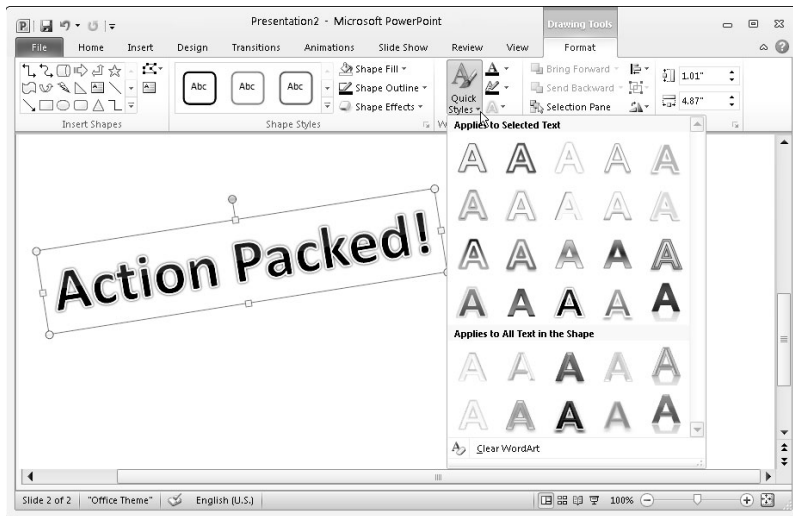 Presentation2 - Microsoft PowerPoint
Drawing Tools
File Home Insert Design Transitions Animations Slide Show Review View Format
Abc Abc Abc
Shape Fill
Shape Outline
Shape Effects
Quick
Styles
Bring Forward
Send Backward
Selection Pane
1.01"
4.87"
Insert Shapes
Shape Styles
W
Applies to Selected Text
Action Packed!
Applies to All Text in the Shape
Clear WordArt
Slide 2 of 2 "Office Theme" English (U.S.) 100%